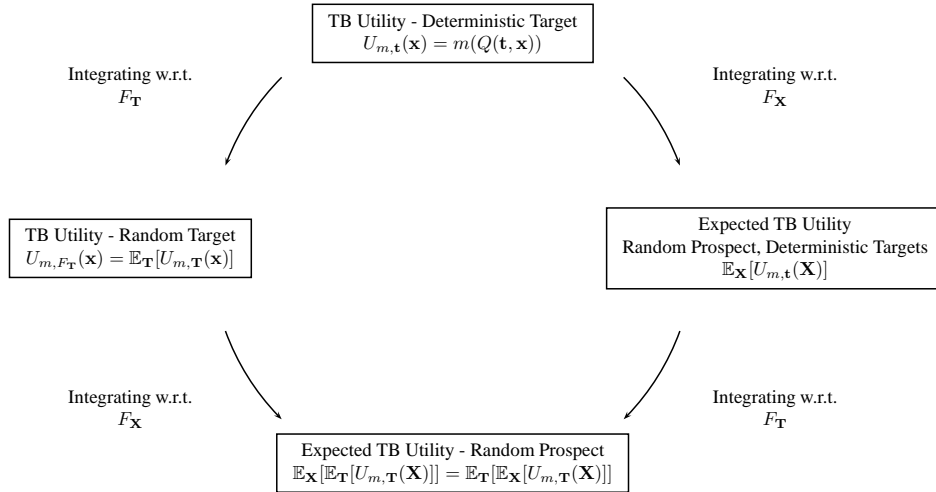 TB Utility - Deterministic Target
U_{m,𝐭}(𝐱) = m(Q(𝐭, 𝐱))
Integrating w.r.t.
F_𝐓
Integrating w.r.t.
F_𝐗
TB Utility - Random Target
U_{m,F_𝐓}(𝐱) = 𝔼_𝐓[U_{m,𝐓}(𝐱)]
Expected TB Utility
Random Prospect, Deterministic Targets
𝔼_𝐗[U_{m,𝐭}(𝐗)]
Integrating w.r.t.
F_𝐗
Integrating w.r.t.
F_𝐓
Expected TB Utility - Random Prospect
𝔼_𝐗[𝔼_𝐓[U_{m,𝐓}(𝐗)]] = 𝔼_𝐓[𝔼_𝐗[U_{m,𝐓}(𝐗)]]